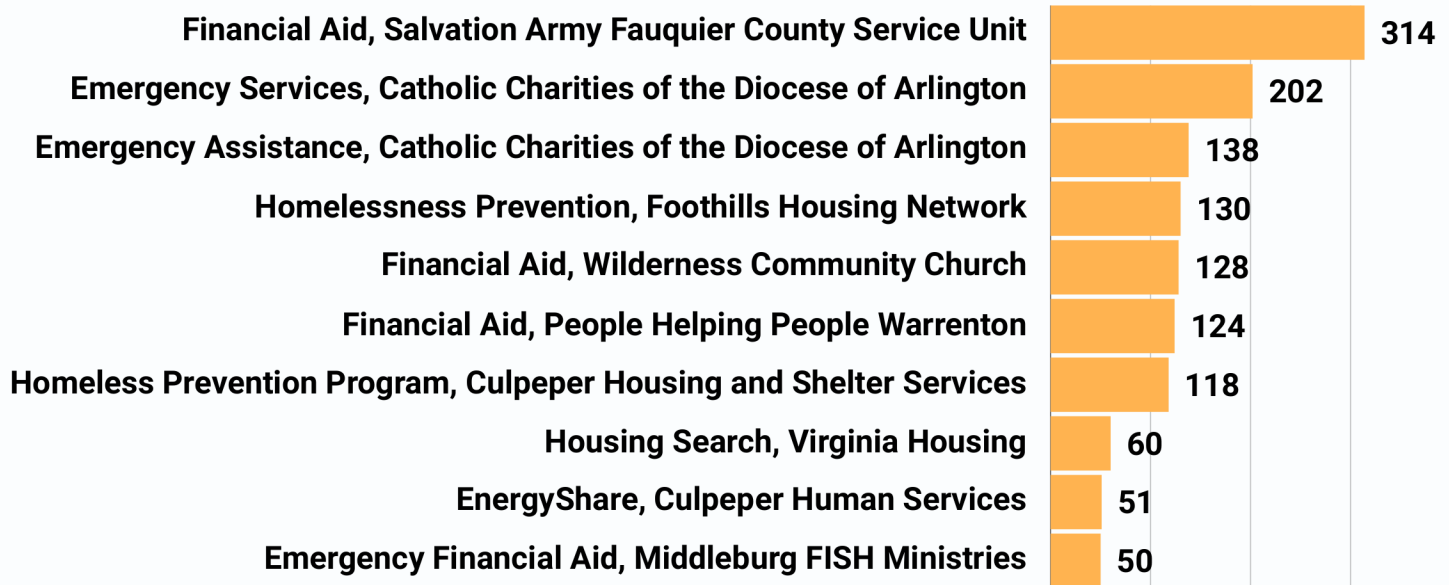 Financial Aid, Salvation Army Fauquier County Service Unit 314
Emergency Services, Catholic Charities of the Diocese of Arlington 202
Emergency Assistance, Catholic Charities of the Diocese of Arlington 138
Homelessness Prevention, Foothills Housing Network 130
Financial Aid, Wilderness Community Church 128
Financial Aid, People Helping People Warrenton 124
Homeless Prevention Program, Culpeper Housing and Shelter Services 118
Housing Search, Virginia Housing 60
EnergyShare, Culpeper Human Services 51
Emergency Financial Aid, Middleburg FISH Ministries 50